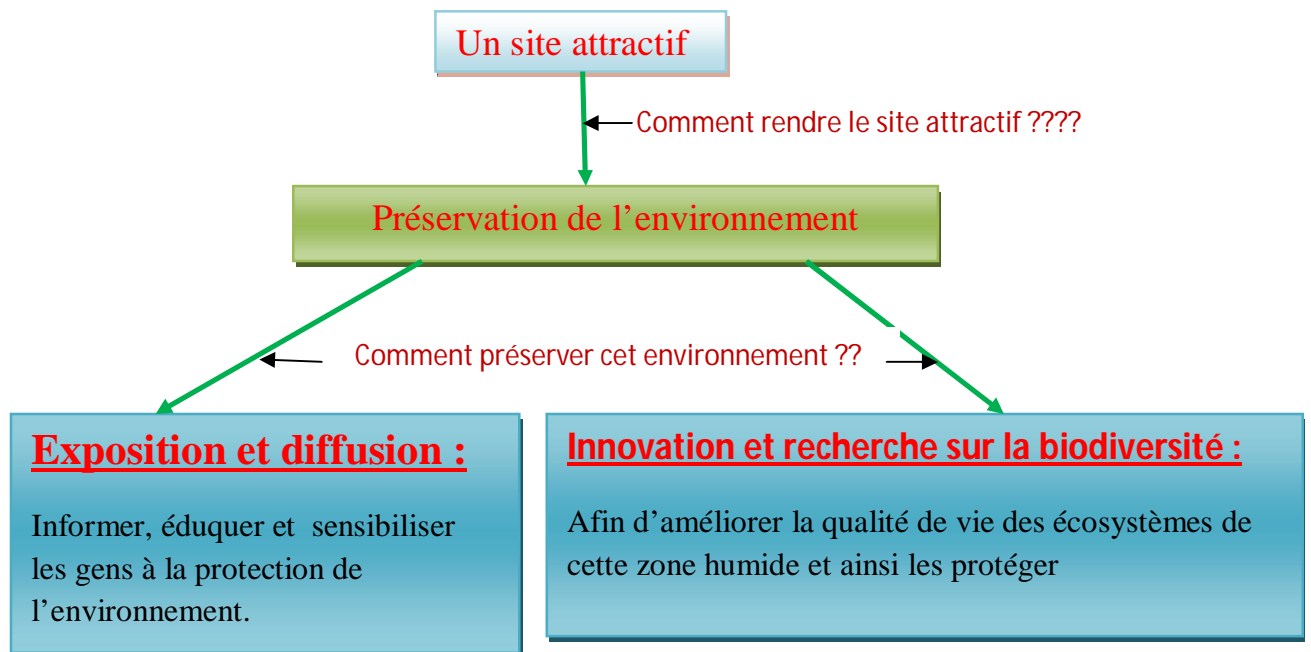 Un site attractif
Comment rendre le site attractif ????
Préservation de l’environnement
Comment préserver cet environnement ??
Exposition et diffusion :
Informer, éduquer et sensibiliser
les gens à la protection de
l’environnement.
Innovation et recherche sur la biodiversité :
Afin d’améliorer la qualité de vie des écosystèmes de
cette zone humide et ainsi les protéger